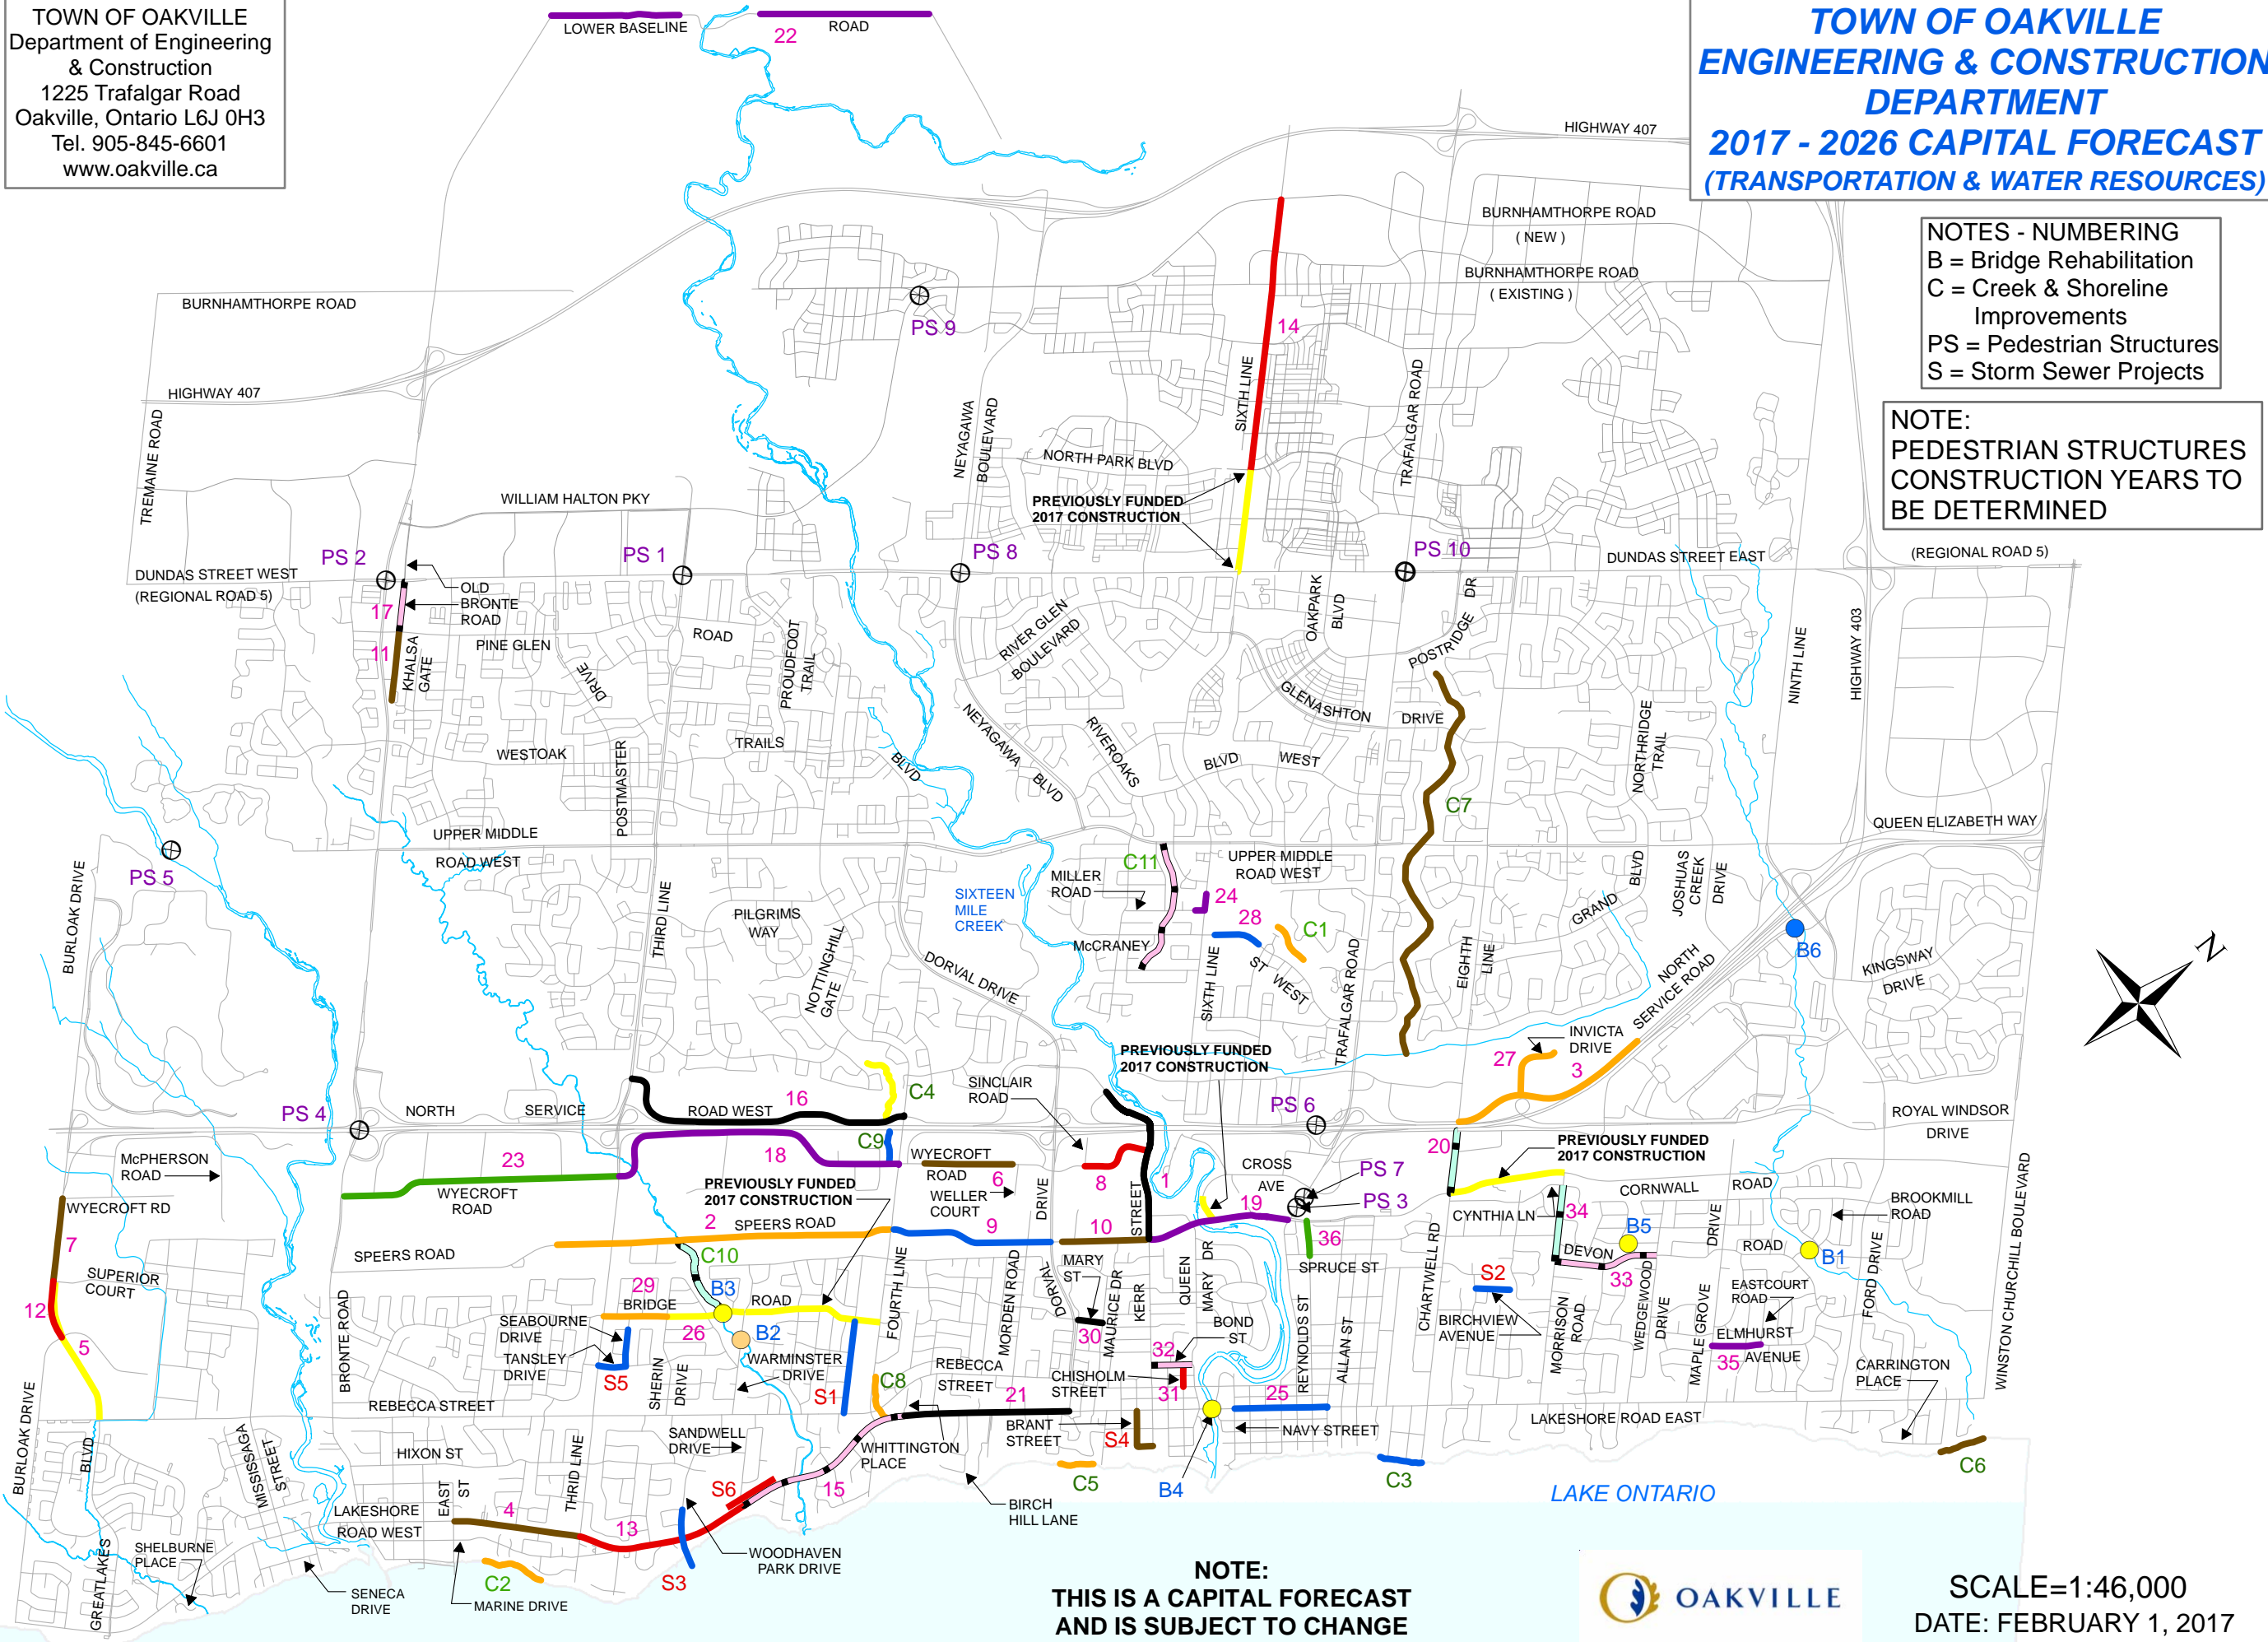 TOWN OF OAKVILLE
Department of Engineering
& Construction
1225 Trafalgar Road
Oakville, Ontario L6J 0H3
Tel. 905-845-6601
www.oakville.ca
TOWN OF OAKVILLE
ENGINEERING & CONSTRUCTION
DEPARTMENT
2017 - 2026 CAPITAL FORECAST
(TRANSPORTATION & WATER RESOURCES)
NOTES - NUMBERING
B = Bridge Rehabilitation
C = Creek & Shoreline
Improvements
PS = Pedestrian Structures
S = Storm Sewer Projects
NOTE:
PEDESTRIAN STRUCTURES
CONSTRUCTION YEARS TO
BE DETERMINED
LOWER BASELINE
22
ROAD
HIGHWAY 407
BURNHAMTHORPE ROAD
( NEW )
BURNHAMTHORPE ROAD
( EXISTING )
BURNHAMTHORPE ROAD
PS 9
14
HIGHWAY 407
TREMAINE ROAD
SIXTH LINE
TRAFALGAR ROAD
NEYAGAWA
BOULEVARD
NORTH PARK BLVD
WILLIAM HALTON PKY
PREVIOUSLY FUNDED
2017 CONSTRUCTION
PS 2
PS 1
PS 8
PS 10
DUNDAS STREET EAST
(REGIONAL ROAD 5)
DUNDAS STREET WEST
(REGIONAL ROAD 5)
OLD
BRONTE
ROAD
17
11
KHALSA
GATE
PINE GLEN
ROAD
DRIVE
PROUDFOOT
TRAIL
RIVER GLEN
BOULEVARD
OAKPARK
BLVD
POSTRIDGE
DR
GLENASHTON
DRIVE
NINTH LINE
HIGHWAY 403
NORTHRIDGE
TRAIL
WESTOAK
TRAILS
BLVD
POSTMASTER
NEYAGAWA
BLVD
RIVEROAKS
BLVD
WEST
C7
UPPER MIDDLE
ROAD WEST
QUEEN ELIZABETH WAY
PS 5
BURLOAK DRIVE
THIRD LINE
PILGRIMS
WAY
NOTTINGHILL
GATE
SIXTEEN
MILE
CREEK
MILLER
ROAD
C11
UPPER MIDDLE
ROAD WEST
24
28
C1
McCRANEY
ST WEST
SIXTH LINE
TRAFALGAR ROAD
EIGHTH
LINE
GRAND
BLVD
JOSHUAS
CREEK
DRIVE
B6
KINGSWAY
DRIVE
N
DORVAL DRIVE
NORTH
SERVICE ROAD
INVICTA
DRIVE
27
3
PREVIOUSLY FUNDED
2017 CONSTRUCTION
PS 4
NORTH
SERVICE
ROAD WEST
16
C4
SINCLAIR
ROAD
PS 6
ROYAL WINDSOR
DRIVE
McPHERSON
ROAD
23
18
C9
WYECROFT
ROAD
6
8
1
CROSS
AVE
PS 7
PS 3
20
PREVIOUSLY FUNDED
2017 CONSTRUCTION
CORNWALL
ROAD
WYECROFT RD
WYECROFT
ROAD
PREVIOUSLY FUNDED
2017 CONSTRUCTION
WELLER
COURT
DRIVE
STREET
19
CYNTHIA LN
34
BROOKMILL
ROAD
7
2
SPEERS ROAD
9
10
36
B5
SPEERS ROAD
C10
FOURTH LINE
MORDEN ROAD
DORVAL
MARY
ST
MAURICE DR
KERR
QUEEN
MARY DR
SPRUCE ST
CHARTWELL RD
DEVON
ROAD
33
B1
SUPERIOR
COURT
12
5
29
BRIDGE
ROAD
B3
26
B2
SEABOURNE
DRIVE
TANSLEY
DRIVE
S5
SHERIN
DRIVE
WARMINSTER
DRIVE
S1
C8
REBECCA
STREET
30
32
BOND
ST
CHISHOLM
STREET
31
REYNOLDS ST
ALLAN ST
S2
BIRCHVIEW
AVENUE
MORRISON
ROAD
WEDGEWOOD
DRIVE
MAPLE GROVE
DRIVE
EASTCOURT
ROAD
ELMHURST
AVENUE
35
FORD DRIVE
WINSTON CHURCHILL BOULEVARD
CARRINGTON
PLACE
BRONTE ROAD
REBECCA STREET
21
25
BRANT
STREET
S4
NAVY STREET
LAKESHORE ROAD EAST
BURLOAK DRIVE
BLVD
GREATLAKES
MISSISSAGA
STREET
HIXON ST
SANDWELL
DRIVE
WHITTINGTON
PLACE
15
S6
C5
B4
C3
C6
LAKE ONTARIO
BIRCH
HILL LANE
LAKESHORE
ROAD WEST
EAST
ST
4
THRID LINE
13
SHELBURNE
PLACE
SENECA
DRIVE
C2
MARINE DRIVE
S3
WOODHAVEN
PARK DRIVE
NOTE:
THIS IS A CAPITAL FORECAST
AND IS SUBJECT TO CHANGE
OAKVILLE
SCALE=1:46,000
DATE: FEBRUARY 1, 2017